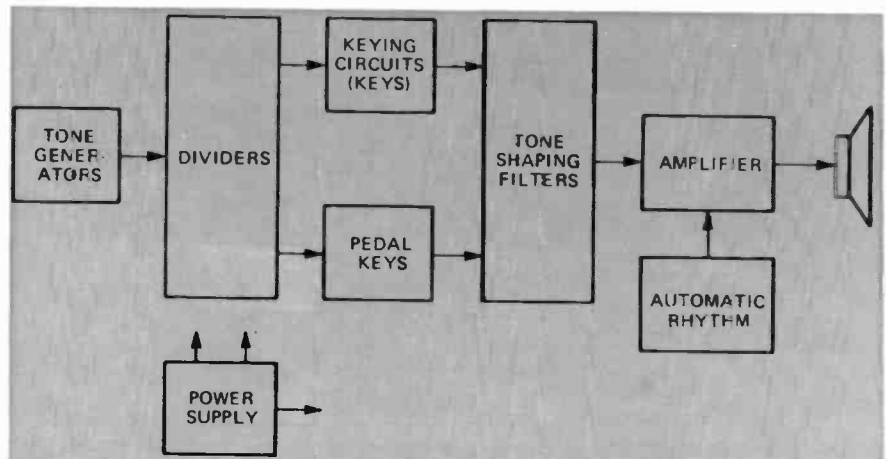 TONE
GENER-
ATORS
DIVIDERS
KEYING
CIRCUITS
(KEYS)
PEDAL
KEYS
TONE
SHAPING
FILTERS
AMPLIFIER
AUTOMATIC
RHYTHM
POWER
SUPPLY